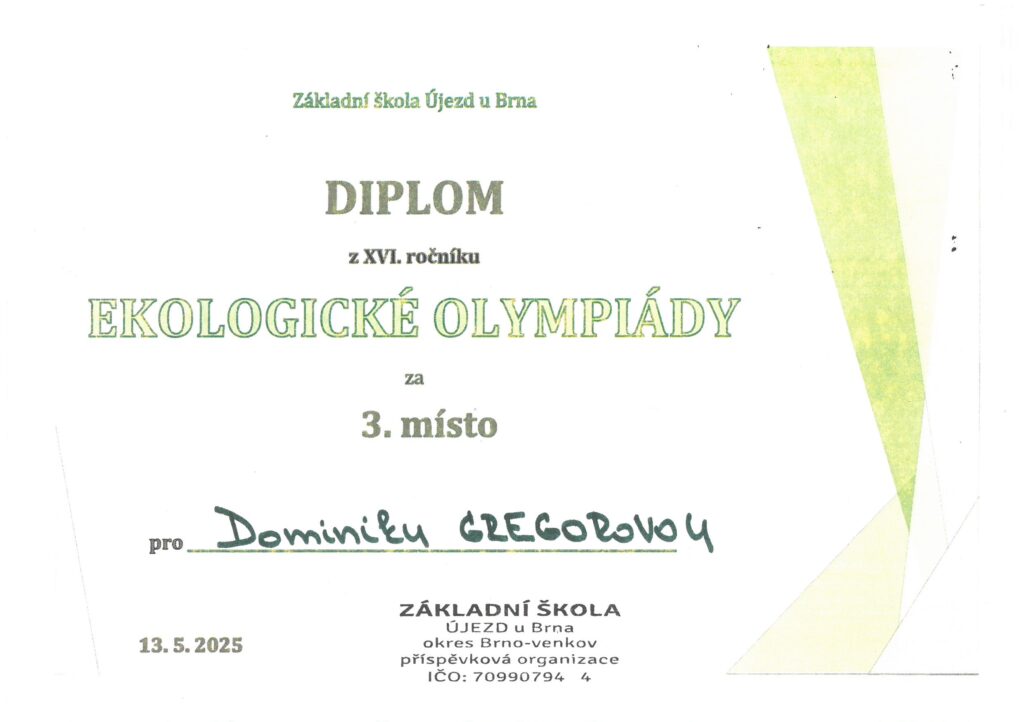 Základní škola Újezd u Brna
DIPLOM
z XVI. ročníku
EKOLOGICKÉ OLYMPIÁDY
za
3. místo
pro Dominiku GREGOROVOU
13. 5. 2025
ZÁKLADNÍ ŠKOLA
ÚJEZD u Brna
okres Brno-venkov
příspěvková organizace
IČO: 70990794 4